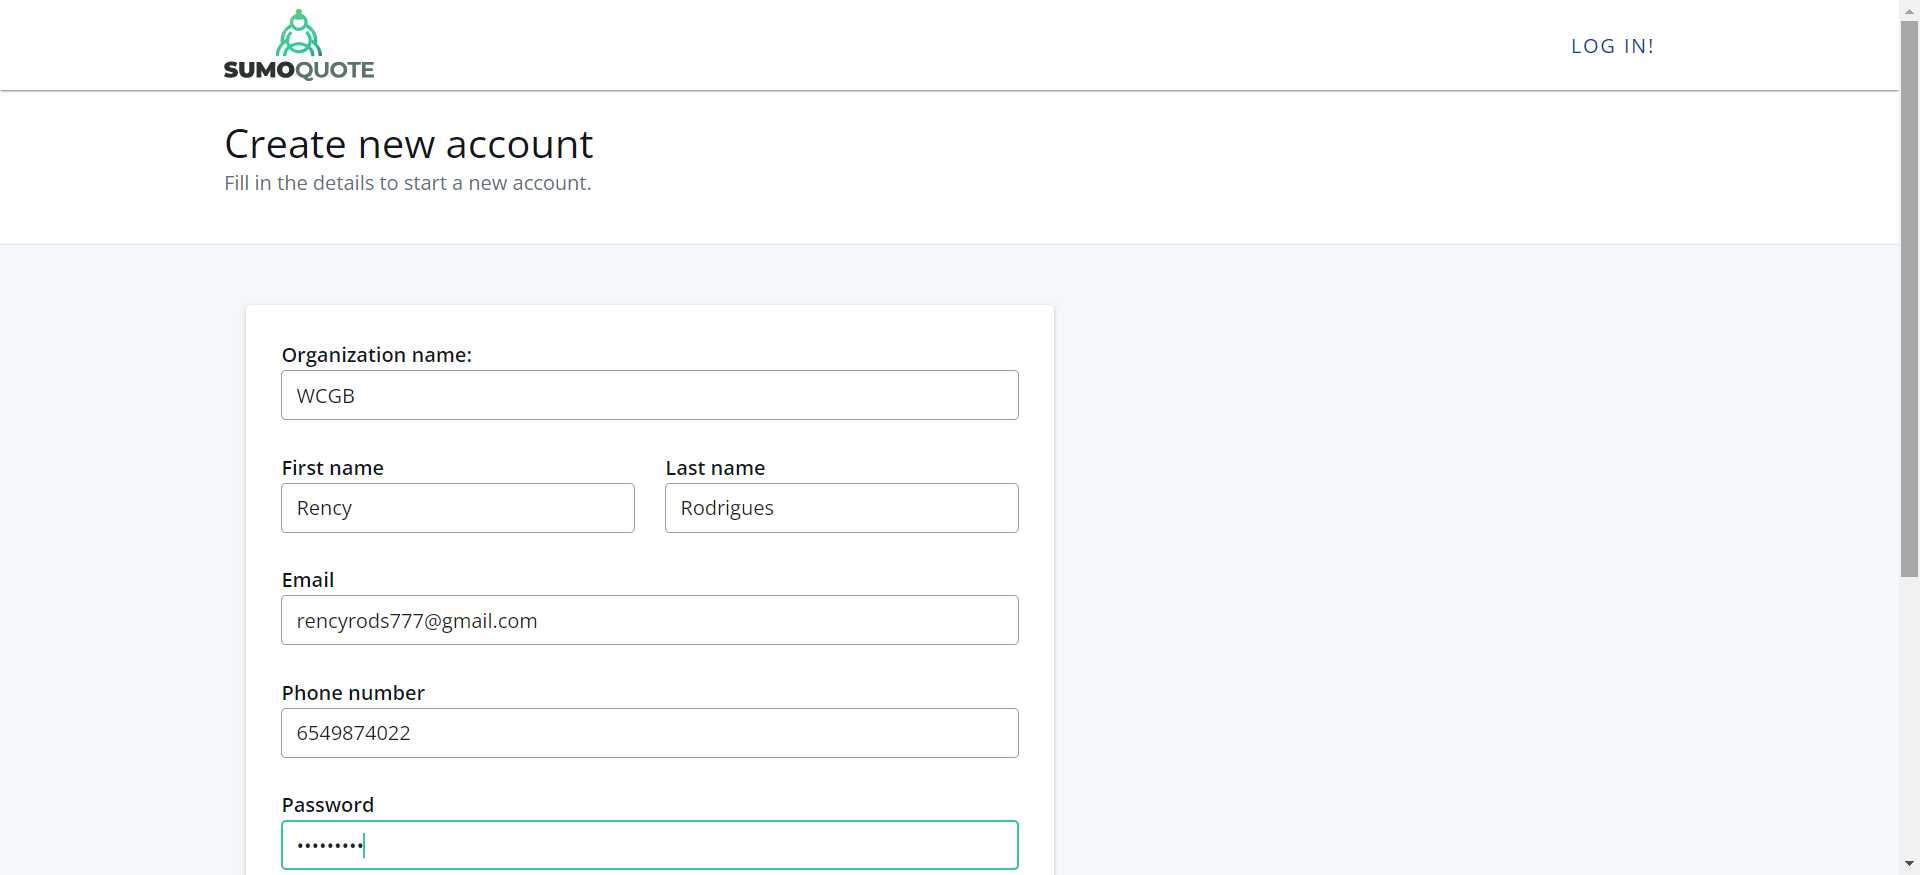 SUMOQUOTE
LOG IN!
Create new account
Fill in the details to start a new account.
Organization name:
WCGB
First name
Last name
Rency
Rodrigues
Email
rencyrods777@gmail.com
Phone number
6549874022
Password
•••••••••